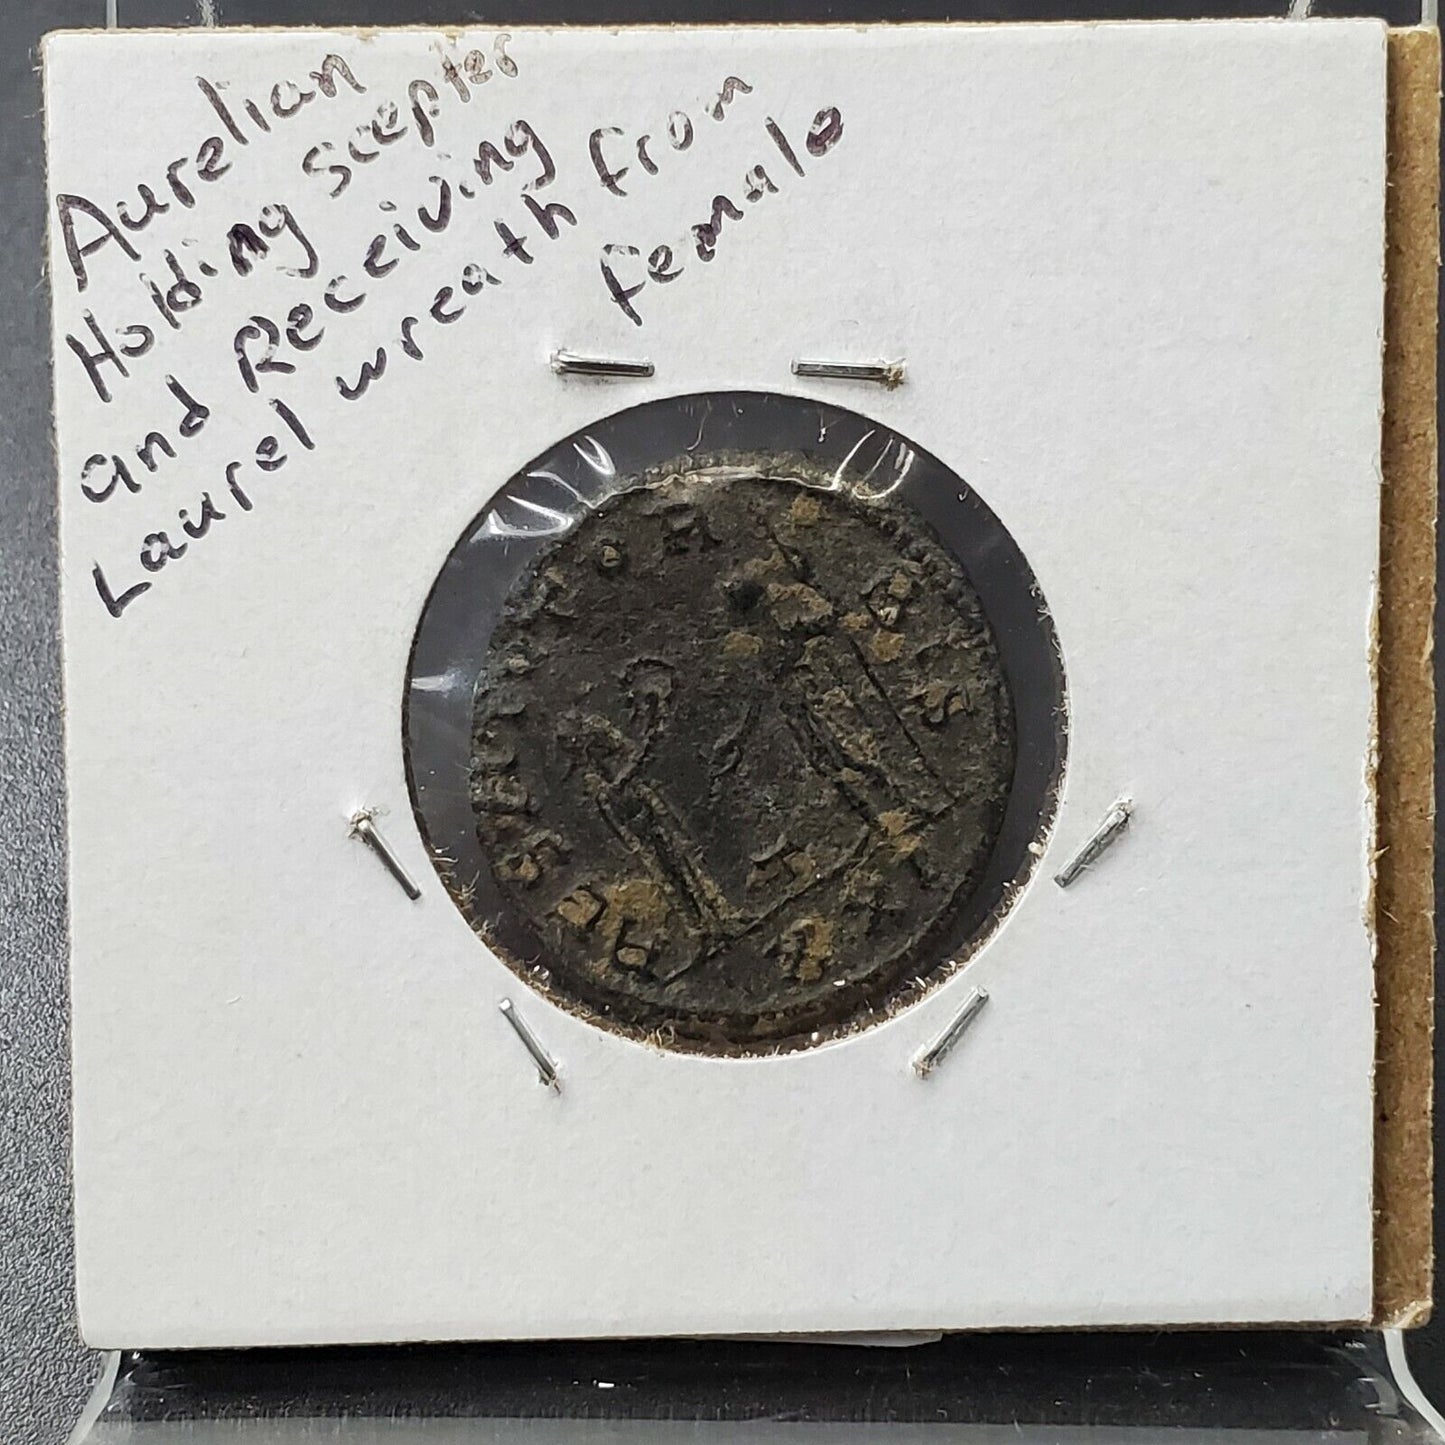 Aurelian
Holding Scepter
and Receiving
Laurel wreath from
female